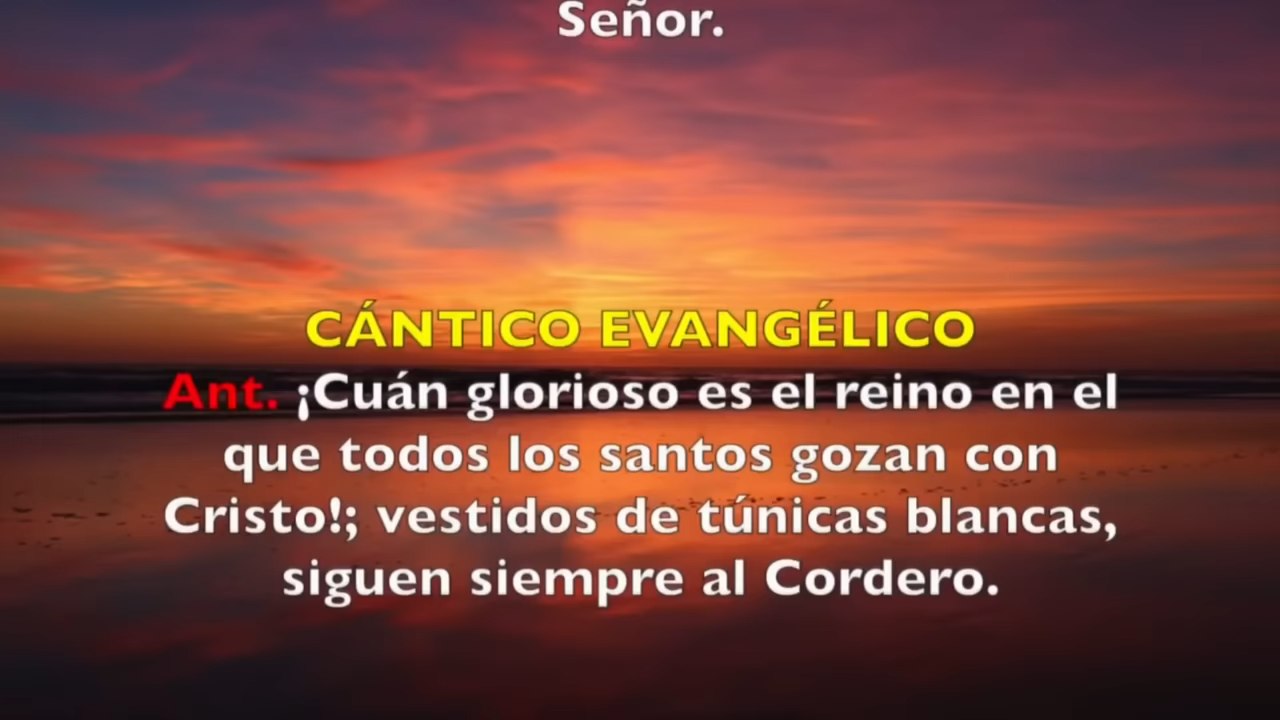 Señor.
CÁNTICO EVANGÉLICO
Ant. ¡Cuán glorioso es el reino en el
que todos los santos gozan con
Cristo!; vestidos de túnicas blancas,
siguen siempre al Cordero.